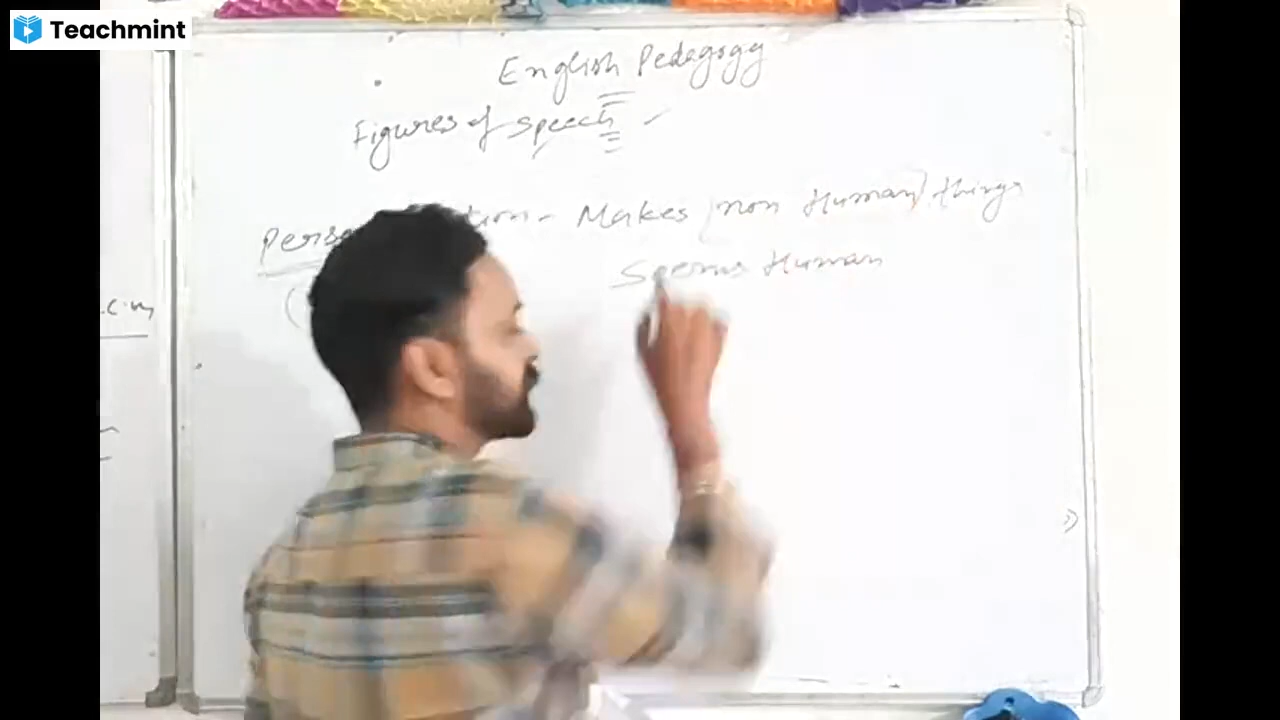 Teachmint
English Pedagogy
Figures of speech
Makes (non Human) things
Seems Human